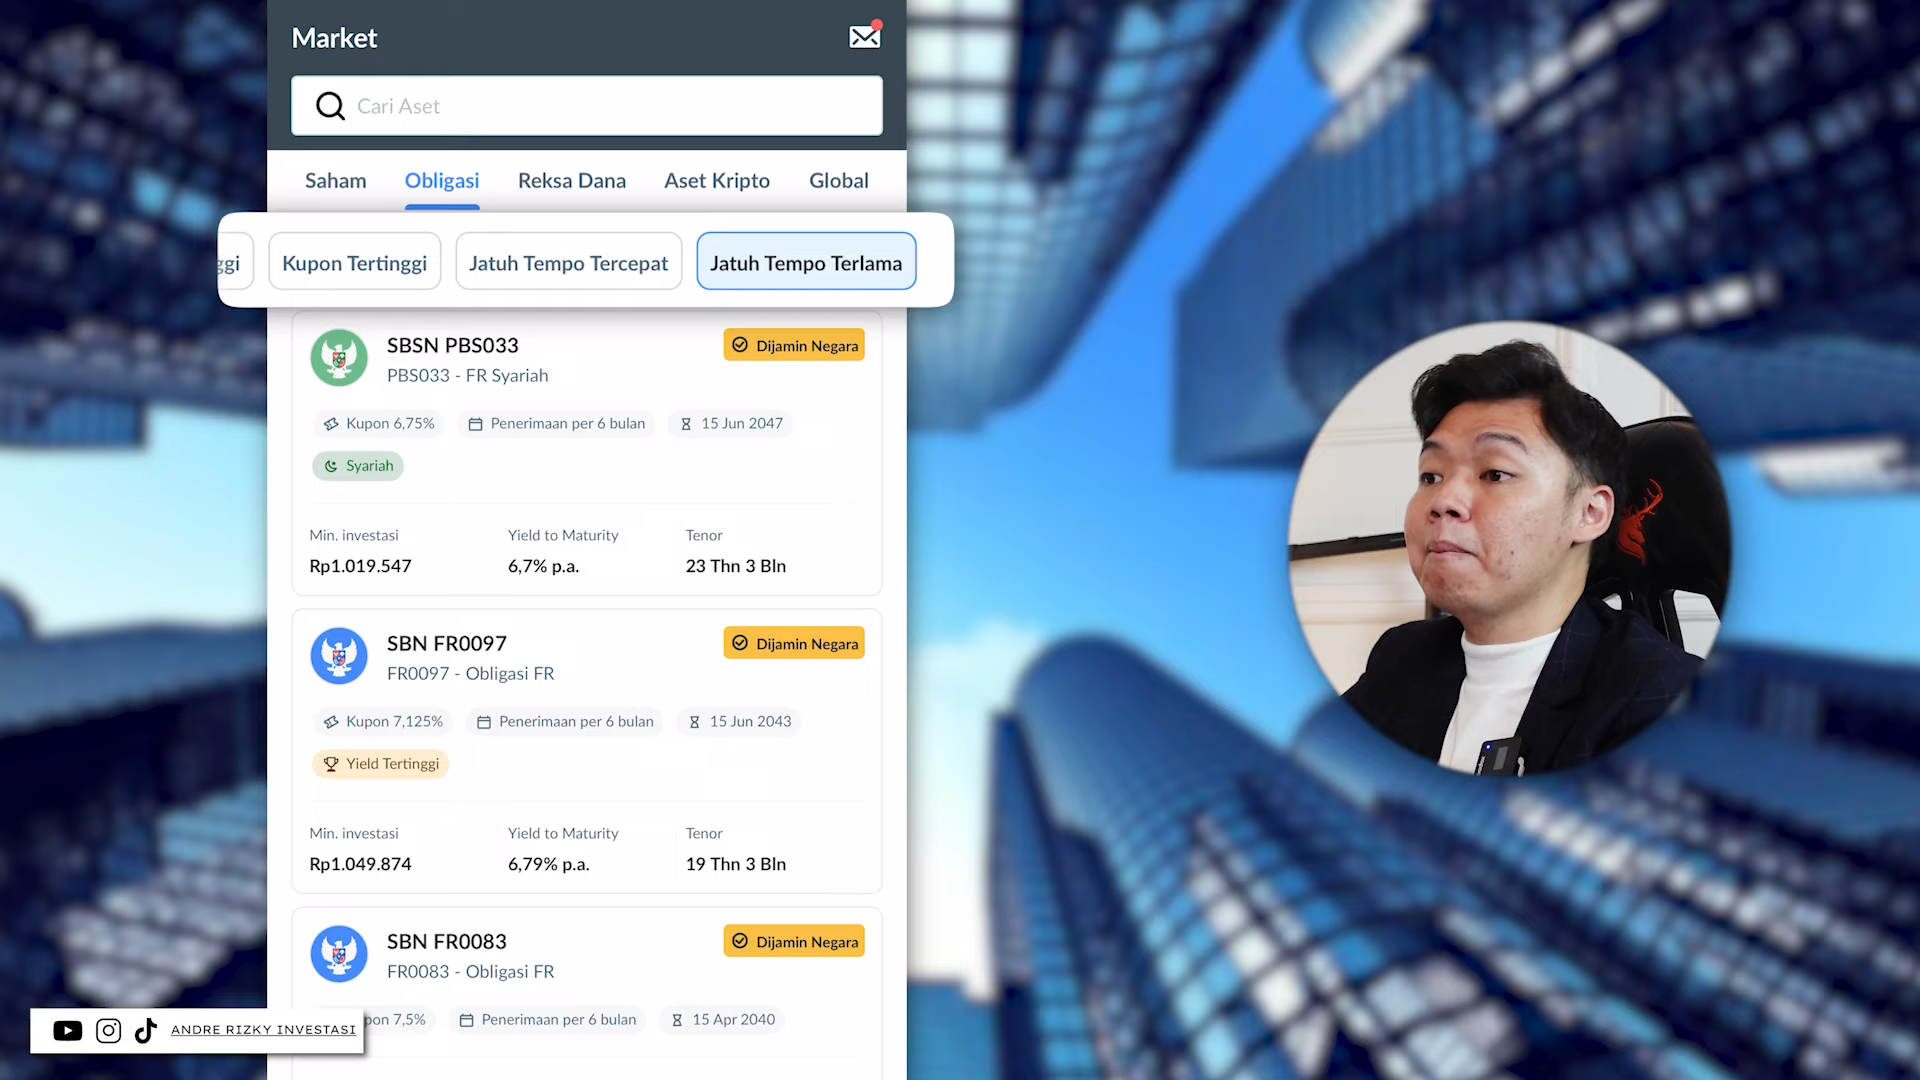 Market
Cari Aset
Saham Obligasi Reksa Dana Aset Kripto Global
ggi Kupon Tertinggi Jatuh Tempo Tercepat Jatuh Tempo Terlama
SBSN PBS033 Dijamin Negara
PBS033 - FR Syariah
Kupon 6,75% Penerimaan per 6 bulan 15 Jun 2047
Syariah
Min. investasi Yield to Maturity Tenor
Rp1.019.547 6,7% p.a. 23 Thn 3 Bln
SBN FR0097 Dijamin Negara
FR0097 - Obligasi FR
Kupon 7,125% Penerimaan per 6 bulan 15 Jun 2043
Yield Tertinggi
Min. investasi Yield to Maturity Tenor
Rp1.049.874 6,79% p.a. 19 Thn 3 Bln
SBN FR0083 Dijamin Negara
FR0083 - Obligasi FR
pon 7,5% Penerimaan per 6 bulan 15 Apr 2040
ANDRE RIZKY INVESTASI